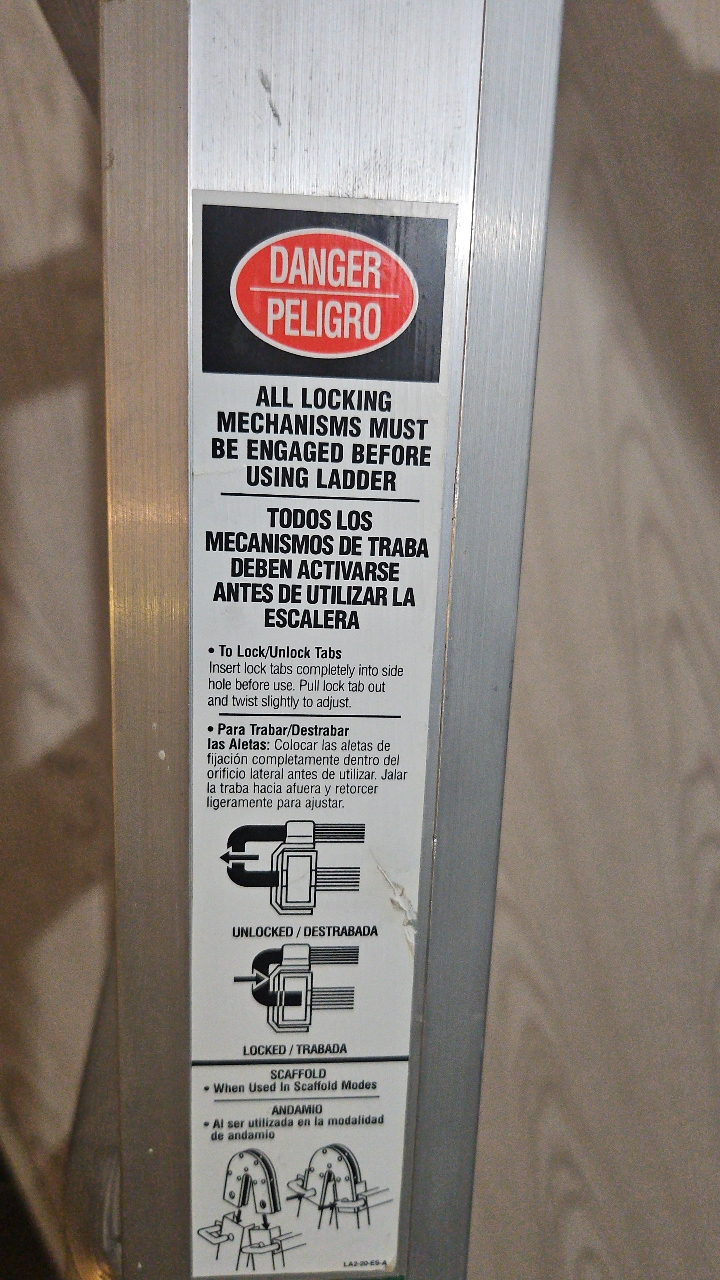 DANGER
PELIGRO
ALL LOCKING
MECHANISMS MUST
BE ENGAGED BEFORE
USING LADDER
TODOS LOS
MECANISMOS DE TRABA
DEBEN ACTIVARSE
ANTES DE UTILIZAR LA
ESCALERA
• To Lock/Unlock Tabs
Insert lock tabs completely into side
hole before use. Pull lock tab out
and twist slightly to adjust.
• Para Trabar/Destrabar
las Aletas: Colocar las aletas de
fijación completamente dentro del
orificio lateral antes de utilizar. Jalar
la traba hacia afuera y retorcer
ligeramente para ajustar.
UNLOCKED / DESTRABADA
LOCKED / TRABADA
SCAFFOLD
• When Used In Scaffold Modes
ANDAMIO
• Al ser utilizada en la modalidad
de andamio
LA2-20-ES-A